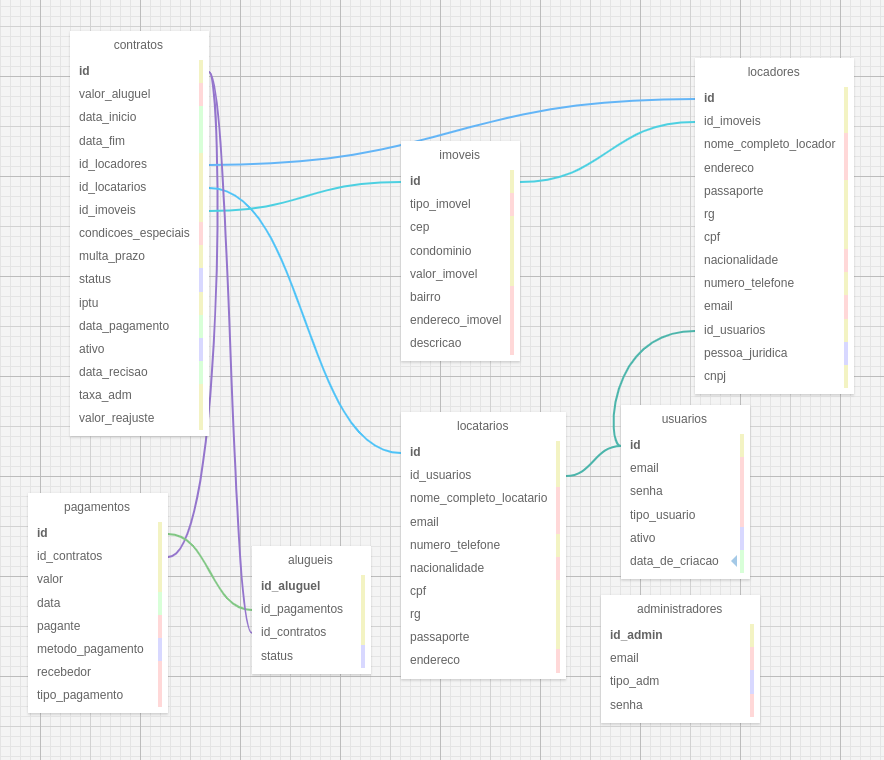 contratos
id
valor_aluguel
data_inicio
data_fim
id_locadores
id_locatarios
id_imoveis
condicoes_especiais
multa_prazo
status
iptu
data_pagamento
ativo
data_recisao
taxa_adm
valor_reajuste
imoveis
id
tipo_imovel
cep
condominio
valor_imovel
bairro
endereco_imovel
descricao
locadores
id
id_imoveis
nome_completo_locador
endereco
passaporte
rg
cpf
nacionalidade
numero_telefone
email
id_usuarios
pessoa_juridica
cnpj
pagamentos
id
id_contratos
valor
data
pagante
metodo_pagamento
recebedor
tipo_pagamento
alugueis
id_aluguel
id_pagamentos
id_contratos
status
locatarios
id
id_usuarios
nome_completo_locatario
email
numero_telefone
nacionalidade
cpf
rg
passaporte
endereco
usuarios
id
email
senha
tipo_usuario
ativo
data_de_criacao
administradores
id_admin
email
tipo_adm
senha